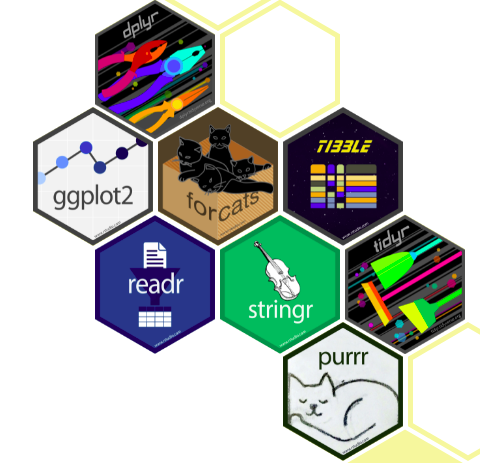 dplyr
ggplot2
forcats
TIBBLE
readr
stringr
tidyr
purrr